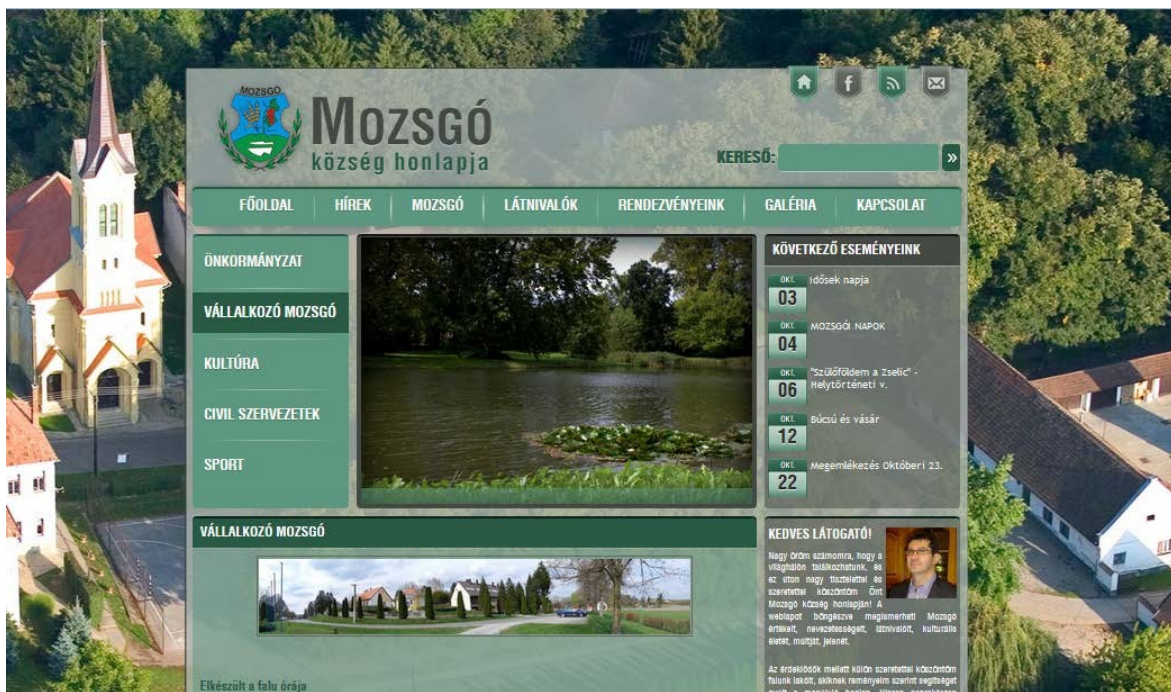 MOZSGÓ
MOZSGÓ
község honlapja
KERESŐ:
»
FŐOLDAL
HÍREK
MOZSGÓ
LÁTNIVALÓK
RENDEZVÉNYEINK
GALÉRIA
KAPCSOLAT
ÖNKORMÁNYZAT
VÁLLALKOZÓ MOZSGÓ
KULTÚRA
CIVIL SZERVEZETEK
SPORT
KÖVETKEZŐ ESEMÉNYEINK
OKT.
03
Idősek napja
OKT.
04
MOZSGÓI NAPOK
OKT.
06
"Szülőföldem a Zselic" -
Helytörténeti v.
OKT.
12
Búcsú és vásár
OKT.
22
Megemlékezés Októberi 23.
VÁLLALKOZÓ MOZSGÓ
Elkészült a falu órája
KEDVES LÁTOGATÓ!
Nagy öröm számomra, hogy a
világhálón találkozhatunk, és
ez úton nagy tisztelettel és
szeretettel köszöntöm Önt
Mozsgó község honlapján! A
weblapot böngészve megismerheti Mozsgó
értékeit, nevezetességeit, látnivalóit, kulturális
életét, múltját, jelenét.
Az érdeklődők mellett külön szeretettel köszöntöm
falunk lakóit, akiknek reményeim szerint segítséget